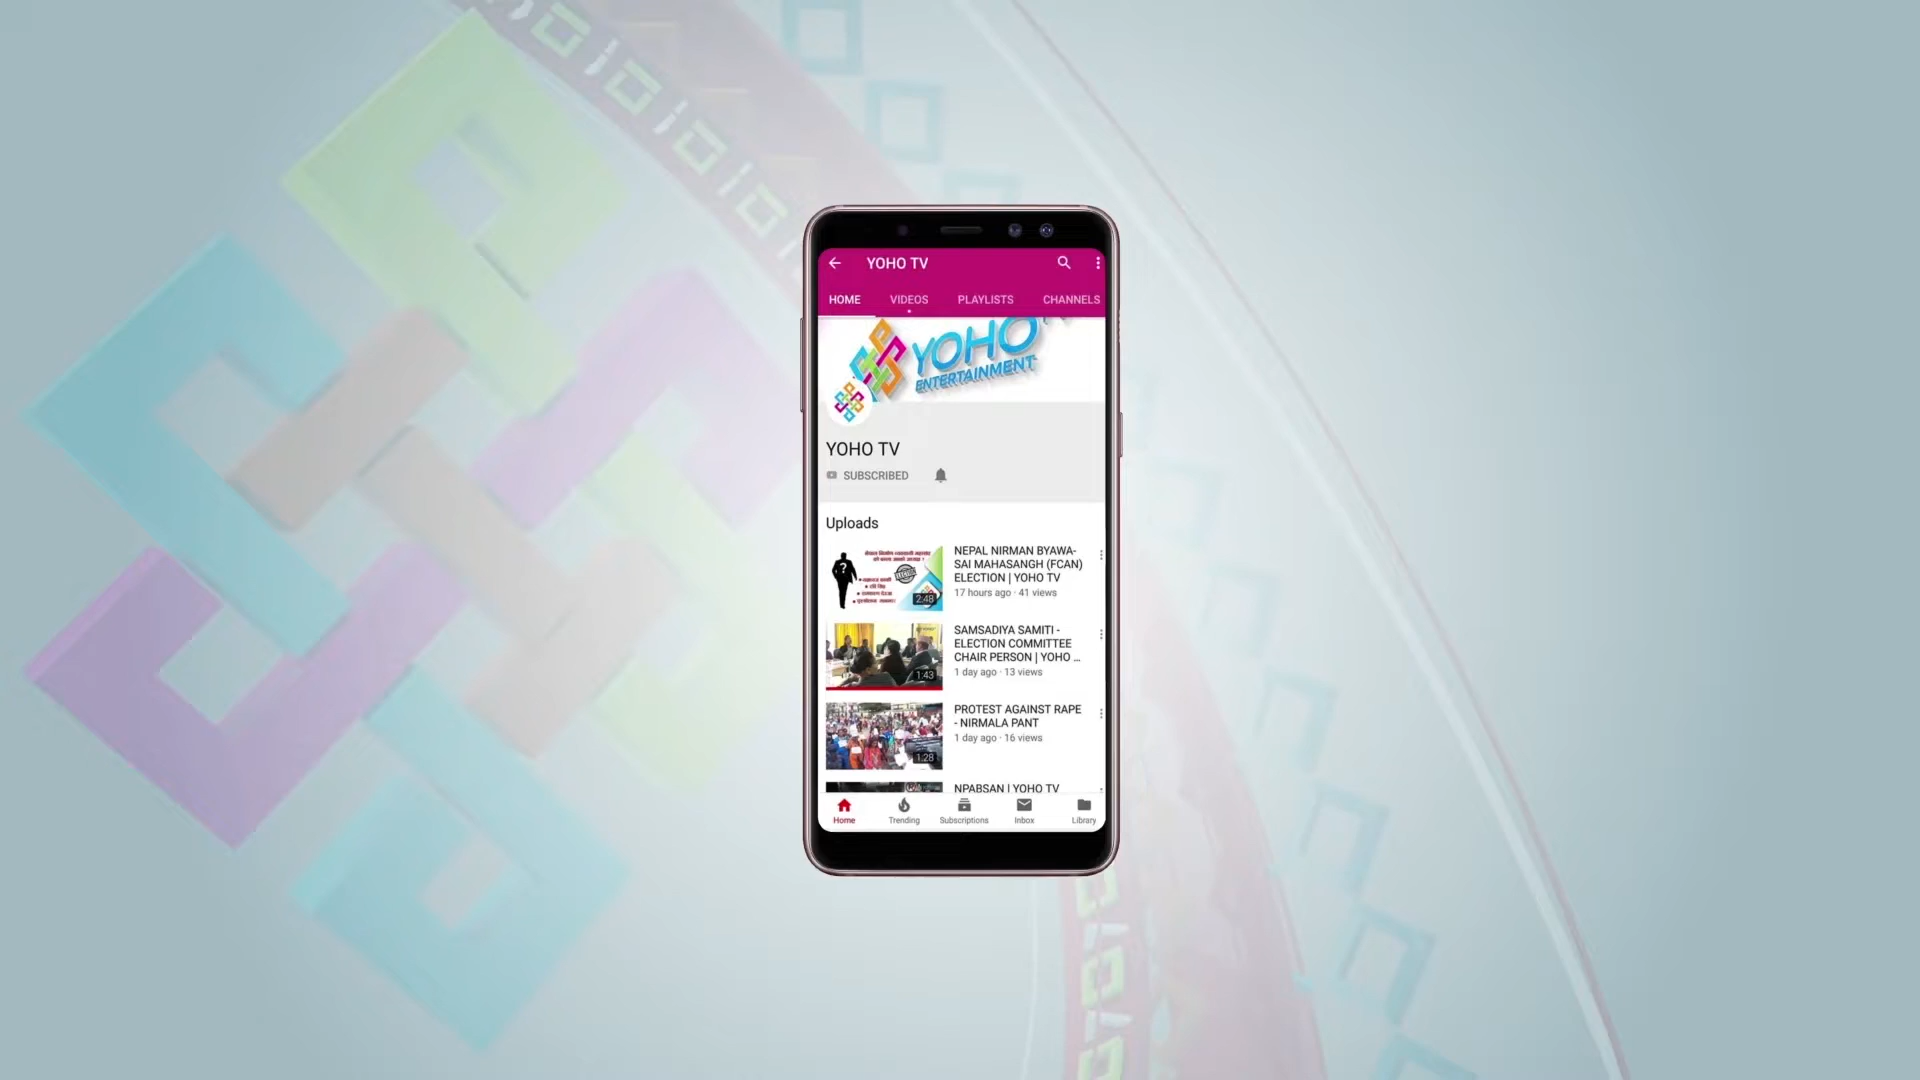 YOHO TV
HOME VIDEOS PLAYLISTS CHANNELS
YOHO
ENTERTAINMENT
YOHO TV
SUBSCRIBED
Uploads
2:48
NEPAL NIRMAN BYAWA-
SAI MAHASANGH (FCAN)
ELECTION | YOHO TV
17 hours ago · 41 views
1:43
SAMSADIYA SAMITI -
ELECTION COMMITTEE
CHAIR PERSON | YOHO ...
1 day ago · 13 views
1:28
PROTEST AGAINST RAPE
- NIRMALA PANT
1 day ago · 16 views
NPABSAN | YOHO TV
Home Trending Subscriptions Inbox Library